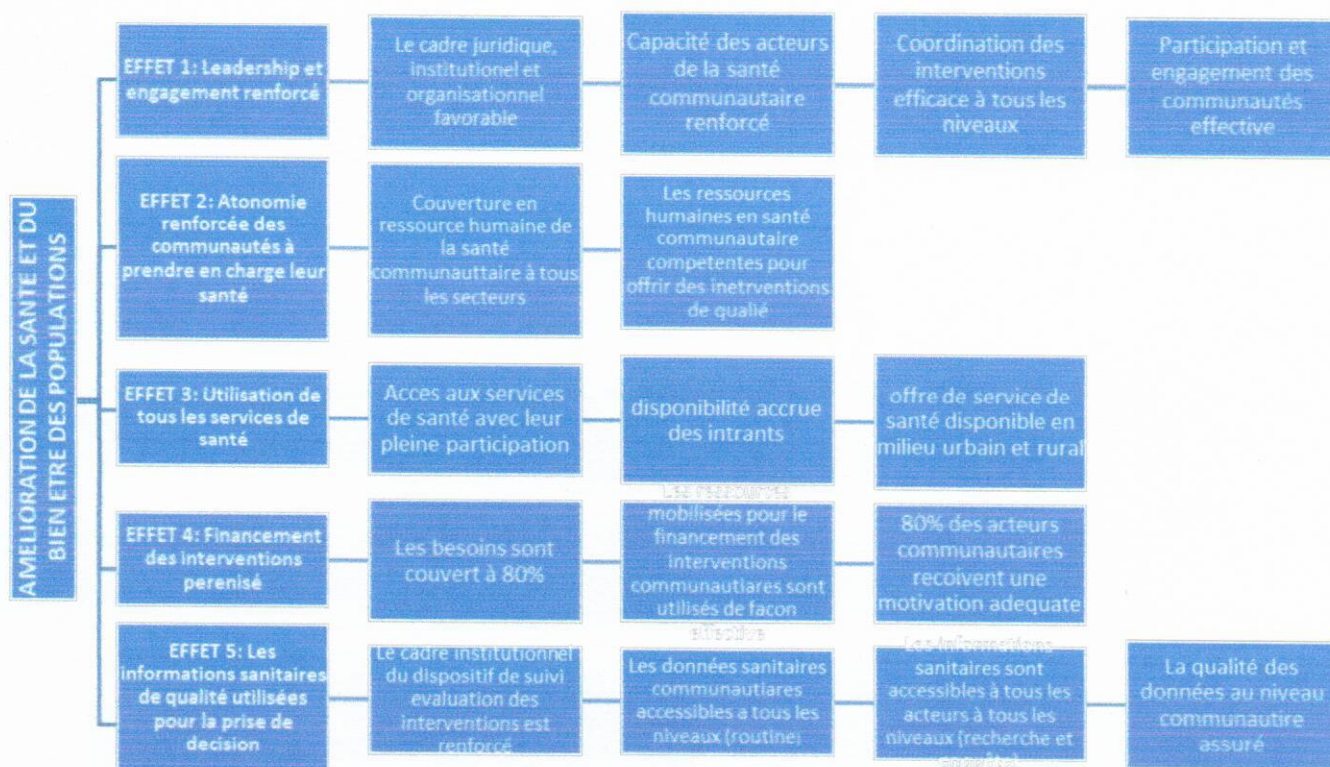 AMELIORATION DE LA SANTE ET DU
BIEN ETRE DES POPULATIONS
EFFET 1: Leadership et
engagement renforcé
Le cadre juridique,
institutionel et
organisationnel
favorable
Capacité des acteurs
de la santé
communautaire
renforcé
Coordination des
interventions
efficace à tous les
niveaux
Participation et
engagement des
communautés
effective
EFFET 2: Atonomie
renforcée des
communautés à
prendre en charge leur
santé
Couverture en
ressource humaine de
la santé
communauttaire à tous
les secteurs
Les ressources
humaines en santé
communautaire
competentes pour
offrir des inetrventions
de qualié
EFFET 3: Utilisation de
tous les services de
santé
Acces aux services
de santé avec leur
pleine participation
disponibilité accrue
des intrants
offre de service de
santé disponible en
milieu urbain et rural
EFFET 4: Financement
des interventions
perenisé
Les besoins sont
couvert à 80%
Les ressources
mobilisées pour le
financement des
interventions
communautiares sont
utilisés de facon
effective
80% des acteurs
communautaires
recoivent une
motivation adequate
EFFET 5: Les
informations sanitaires
de qualité utilisées
pour la prise de
decision
Le cadre institutionnel
du dispositif de suivi
evaluation des
interventions est
renforcé
Les données sanitaires
communautiares
accessibles a tous les
niveaux (routine)
Les informations
sanitaires sont
accessibles à tous les
acteurs à tous les
niveaux (recherche et
La qualité des
données au niveau
communautire
assuré